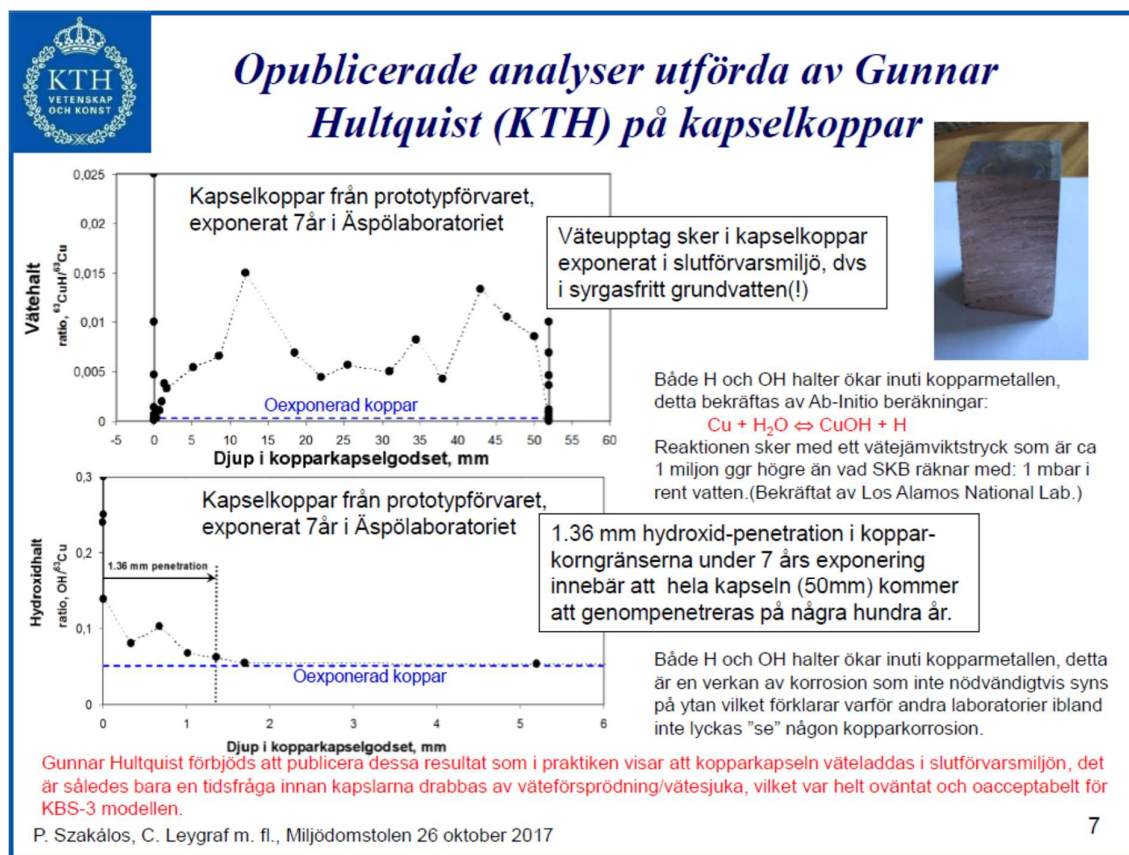 KTH
VETENSKAP
OCH KONST
Opublicerade analyser utförda av Gunnar
Hultquist (KTH) på kapselkoppar
Kapselkoppar från prototypförvaret,
exponerat 7år i Äspölaboratoriet
Vätehalt
ratio, ⁶³CuH/⁶³Cu
0,025
0,02
0,015
0,01
0,005
0
Oexponerad koppar
-5 0 5 10 15 20 25 30 35 40 45 50 55 60
Djup i kopparkapselgodset, mm
Väteupptag sker i kapselkoppar
exponerat i slutförvarsmiljö, dvs
i syrgasfritt grundvatten(!)
Både H och OH halter ökar inuti kopparmetallen,
detta bekräftas av Ab-Initio beräkningar:
Cu + H₂O ⇔ CuOH + H
Reaktionen sker med ett vätejämviktstryck som är ca
1 miljon ggr högre än vad SKB räknar med: 1 mbar i
rent vatten.(Bekräftat av Los Alamos National Lab.)
Kapselkoppar från prototypförvaret,
exponerat 7år i Äspölaboratoriet
Hydroxidhalt
ratio, OH/⁶³Cu
0,3
0,2
0,1
0
1.36 mm penetration
Oexponerad koppar
0 1 2 3 4 5 6
Djup i kopparkapselgodset, mm
1.36 mm hydroxid-penetration i koppar-
korngränserna under 7 års exponering
innebär att hela kapseln (50mm) kommer
att genompenetreras på några hundra år.
Både H och OH halter ökar inuti kopparmetallen, detta
är en verkan av korrosion som inte nödvändigtvis syns
på ytan vilket förklarar varför andra laboratorier ibland
inte lyckas ”se” någon kopparkorrosion.
Gunnar Hultquist förbjöds att publicera dessa resultat som i praktiken visar att kopparkapseln väteladdas i slutförvarsmiljön, det
är således bara en tidsfråga innan kapslarna drabbas av väteförsprödning/vätesjuka, vilket var helt oväntat och oacceptabelt för
KBS-3 modellen.
P. Szakálos, C. Leygraf m. fl., Miljödomstolen 26 oktober 2017
7